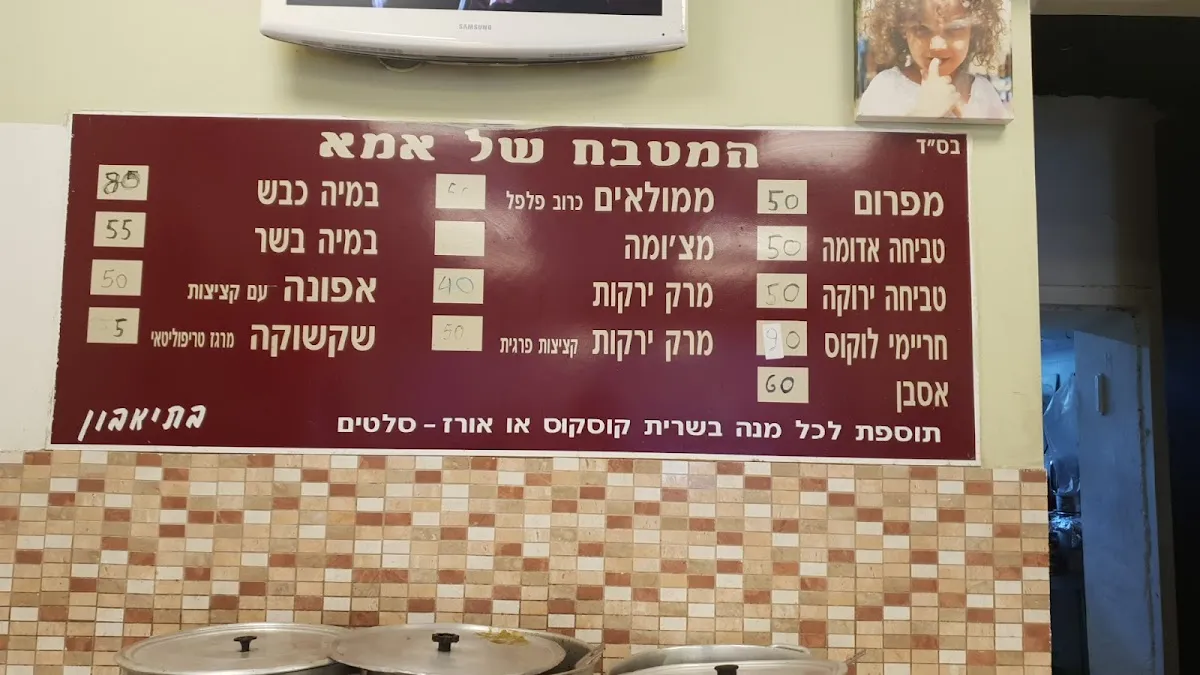 SAMSUNG
בס״ד
המטבח של אמא
מפרום 50
טביחה אדומה 50
טביחה ירוקה 50
חריימי לוקוס 90
אסבן 60
ממולאים כרוב פלפל
מצ'ומה
מרק ירקות 40
מרק ירקות קציצות פרגית 50
במיה כבש
במיה בשר 55
אפונה עם קציצות 50
שקשוקה מרגז טריפוליטאי
תוספת לכל מנה בשרית קוסקוס או אורז - סלטים
בתיאבון